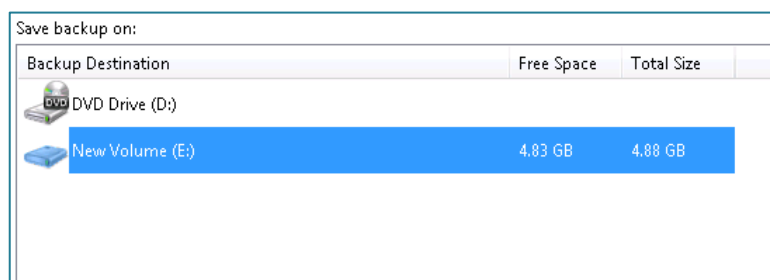 Save backup on:
Backup Destination Free Space Total Size
DVD DVD Drive (D:)
New Volume (E:) 4.83 GB 4.88 GB